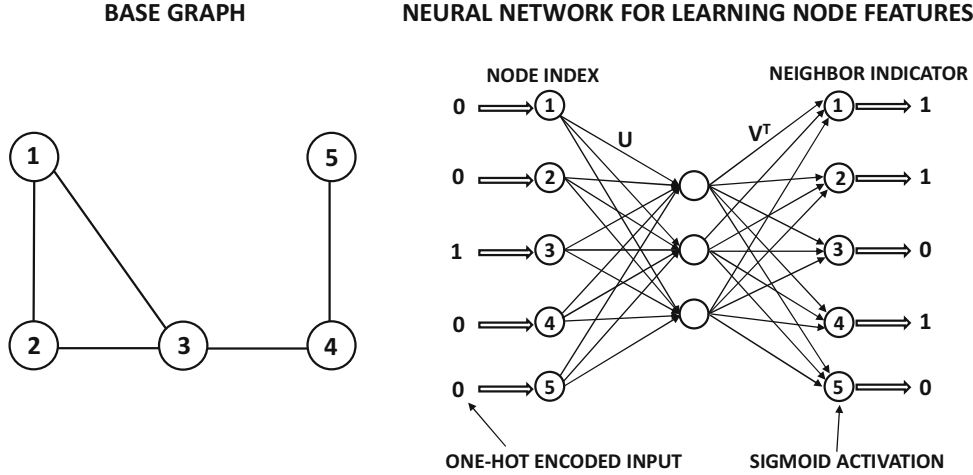 BASE GRAPH
NEURAL NETWORK FOR LEARNING NODE FEATURES
1
5
2
3
4
NODE INDEX
NEIGHBOR INDICATOR
0 1 1 1
U
Vᵀ
0 2 2 1
1 3 3 0
0 4 4 1
0 5 5 0
ONE-HOT ENCODED INPUT
SIGMOID ACTIVATION